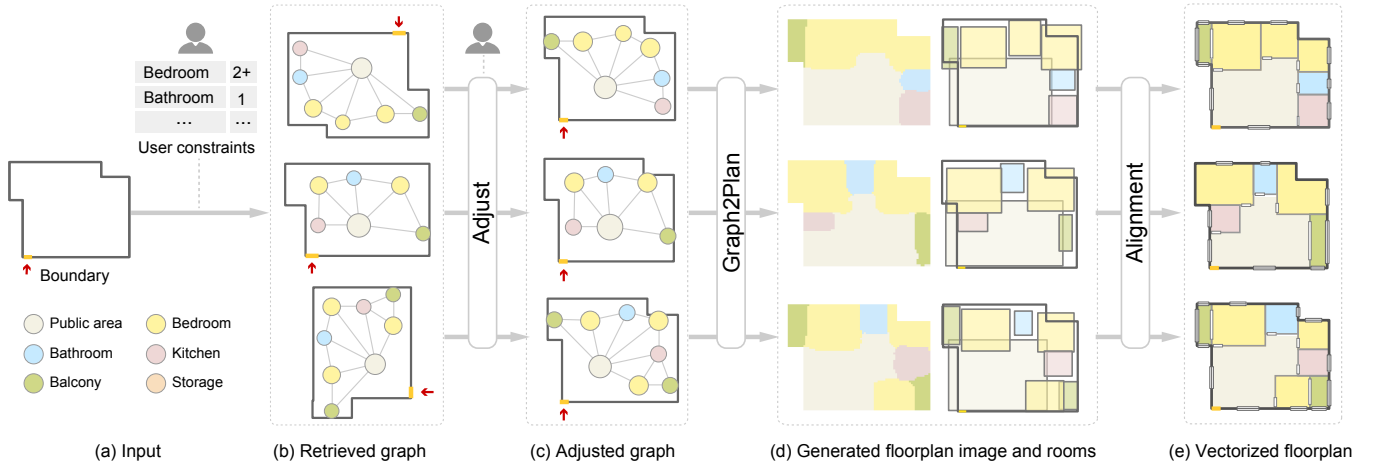 Bedroom 2+
Bathroom 1
... ...
User constraints
Boundary
Public area Bedroom
Bathroom Kitchen
Balcony Storage
Adjust
Graph2Plan
Alignment
(a) Input
(b) Retrieved graph
(c) Adjusted graph
(d) Generated floorplan image and rooms
(e) Vectorized floorplan